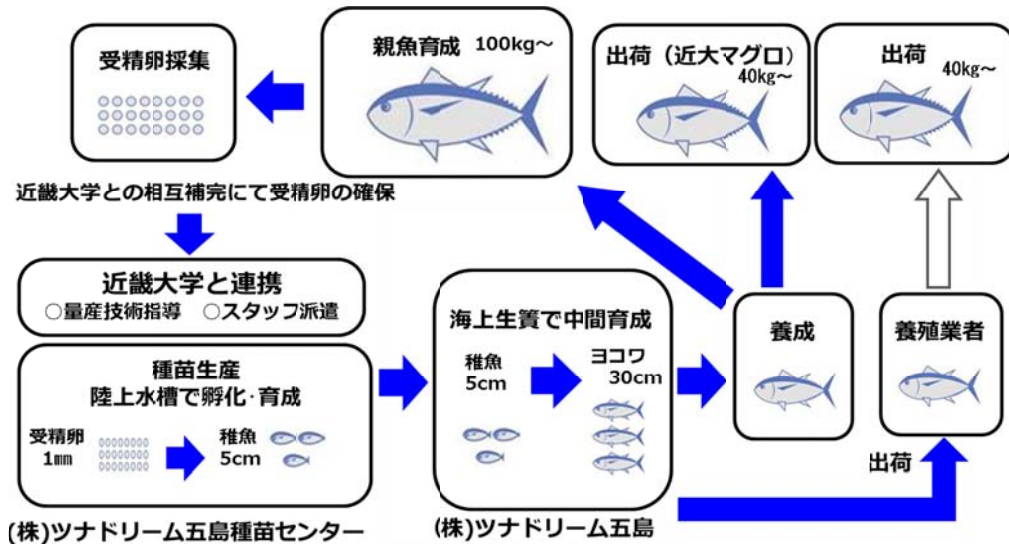 受精卵採集
親魚育成 100kg～
出荷（近大マグロ）
40kg～
出荷
40kg～
近畿大学との相互補完にて受精卵の確保
近畿大学と連携
○量産技術指導 ○スタッフ派遣
種苗生産
陸上水槽で孵化･育成
受精卵
1㎜
稚魚
5cm
(株)ツナドリーム五島種苗センター
海上生簀で中間育成
稚魚
5cm
ヨコワ
30cm
(株)ツナドリーム五島
養成
養殖業者
出荷